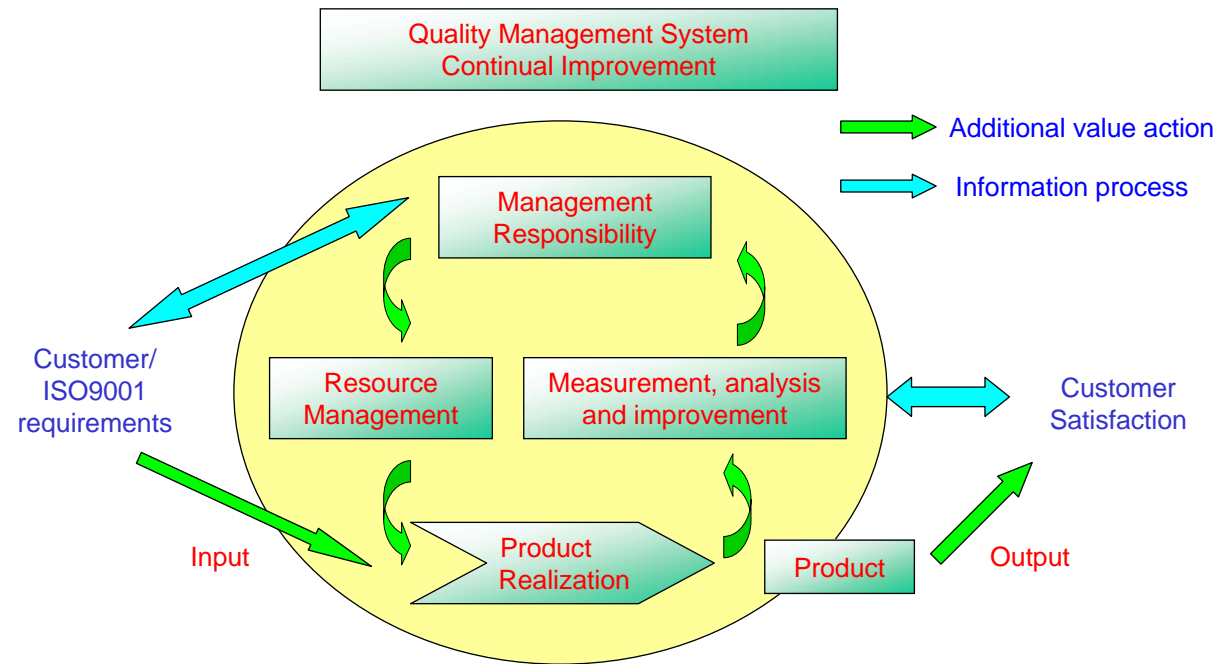 Quality Management System
Continual Improvement
Additional value action
Information process
Management
Responsibility
Customer/
ISO9001
requirements
Resource
Management
Measurement, analysis
and improvement
Customer
Satisfaction
Input
Product
Realization
Product
Output